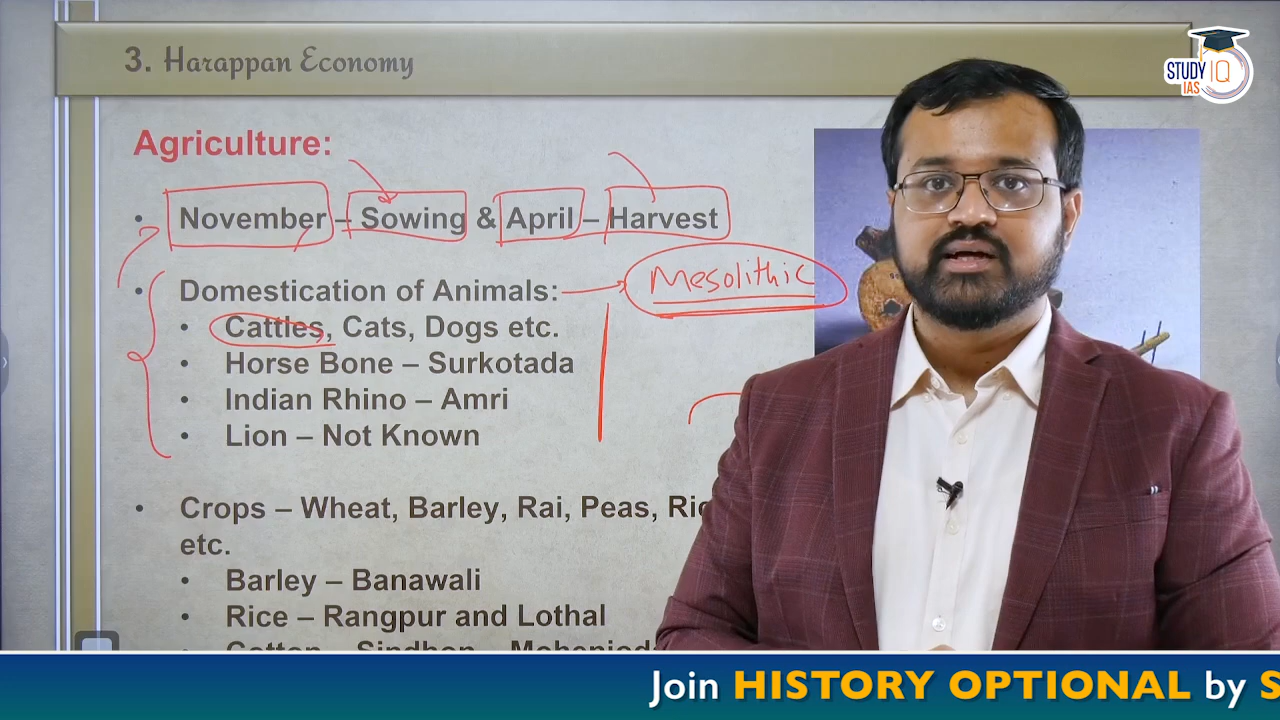 3. Harappan Economy
STUDY IQ
IAS
Agriculture:
• November – Sowing & April – Harvest
• Domestication of Animals: Mesolithic
• Cattles, Cats, Dogs etc.
• Horse Bone – Surkotada
• Indian Rhino – Amri
• Lion – Not Known
• Crops – Wheat, Barley, Rai, Peas,
etc.
• Barley – Banawali
• Rice – Rangpur and Lothal
Join HISTORY OPTIONAL by S